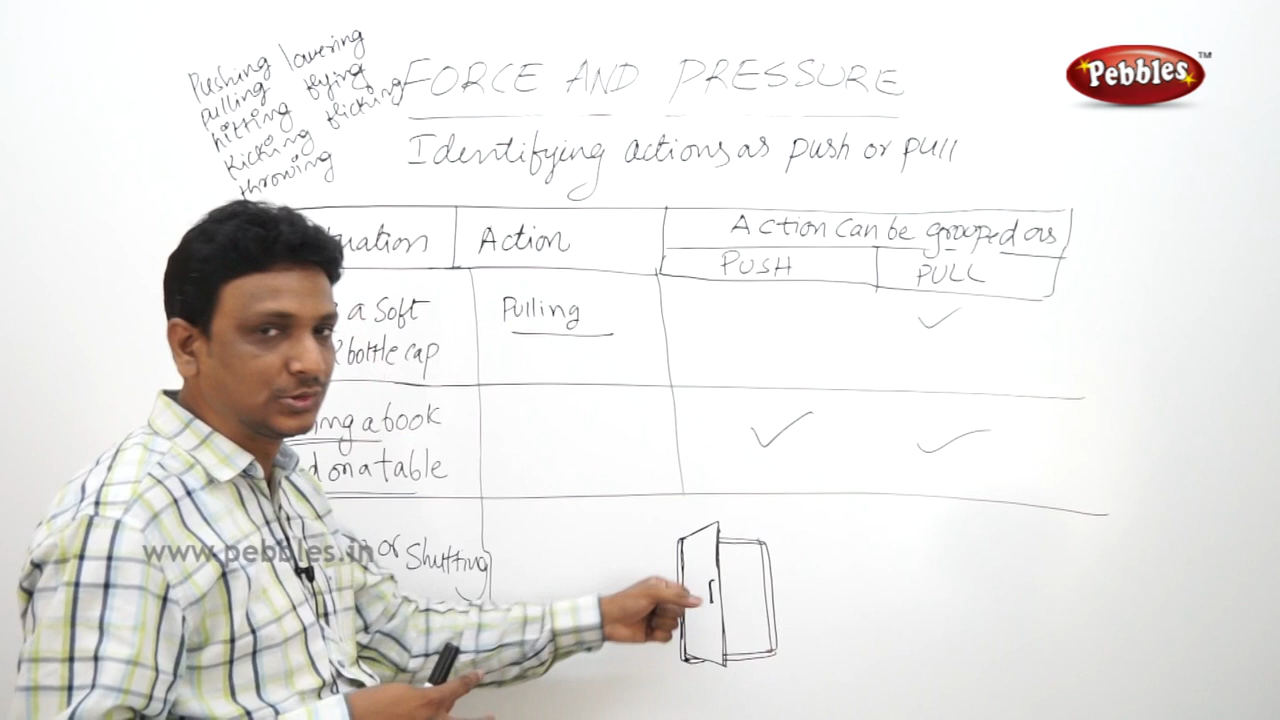 Pushing lowering
pulling flying
hitting flicking
Kicking
throwing
FORCE AND PRESSURE
Identifying actions as push or pull
Pebbles™
Action
Action can be grouped as
PUSH
PULL
a soft
bottle cap
Pulling
a book
on a table
or Shutting
www.pebbles.in